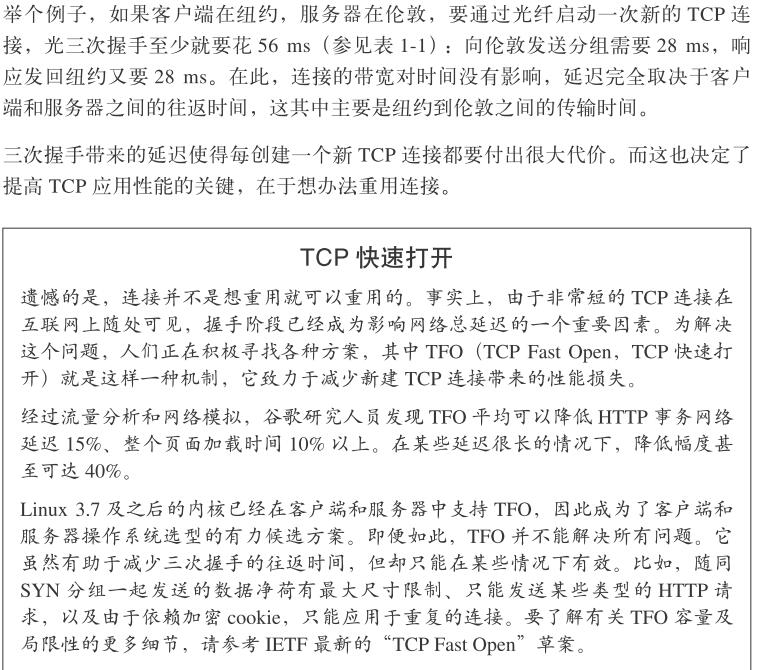 举个例子，如果客户端在纽约，服务器在伦敦，要通过光纤启动一次新的 TCP 连
接，光三次握手至少就要花 56 ms（参见表 1-1）：向伦敦发送分组需要 28 ms，响
应发回纽约又要 28 ms。在此，连接的带宽对时间没有影响，延迟完全取决于客户
端和服务器之间的往返时间，这其中主要是纽约到伦敦之间的传输时间。
三次握手带来的延迟使得每创建一个新 TCP 连接都要付出很大代价。而这也决定了
提高 TCP 应用性能的关键，在于想办法重用连接。
TCP 快速打开
遗憾的是，连接并不是想重用就可以重用的。事实上，由于非常短的 TCP 连接在
互联网上随处可见，握手阶段已经成为影响网络总延迟的一个重要因素。为解决
这个问题，人们正在积极寻找各种方案，其中 TFO（TCP Fast Open，TCP 快速打
开）就是这样一种机制，它致力于减少新建 TCP 连接带来的性能损失。
经过流量分析和网络模拟，谷歌研究人员发现 TFO 平均可以降低 HTTP 事务网络
延迟 15%、整个页面加载时间 10% 以上。在某些延迟很长的情况下，降低幅度甚
至可达 40%。
Linux 3.7 及之后的内核已经在客户端和服务器中支持 TFO，因此成为了客户端和
服务器操作系统选型的有力候选方案。即便如此，TFO 并不能解决所有问题。它
虽然有助于减少三次握手的往返时间，但却只能在某些情况下有效。比如，随同
SYN 分组一起发送的数据净荷有最大尺寸限制、只能发送某些类型的 HTTP 请
求，以及由于依赖加密 cookie，只能应用于重复的连接。要了解有关 TFO 容量及
局限性的更多细节，请参考 IETF 最新的“TCP Fast Open”草案。